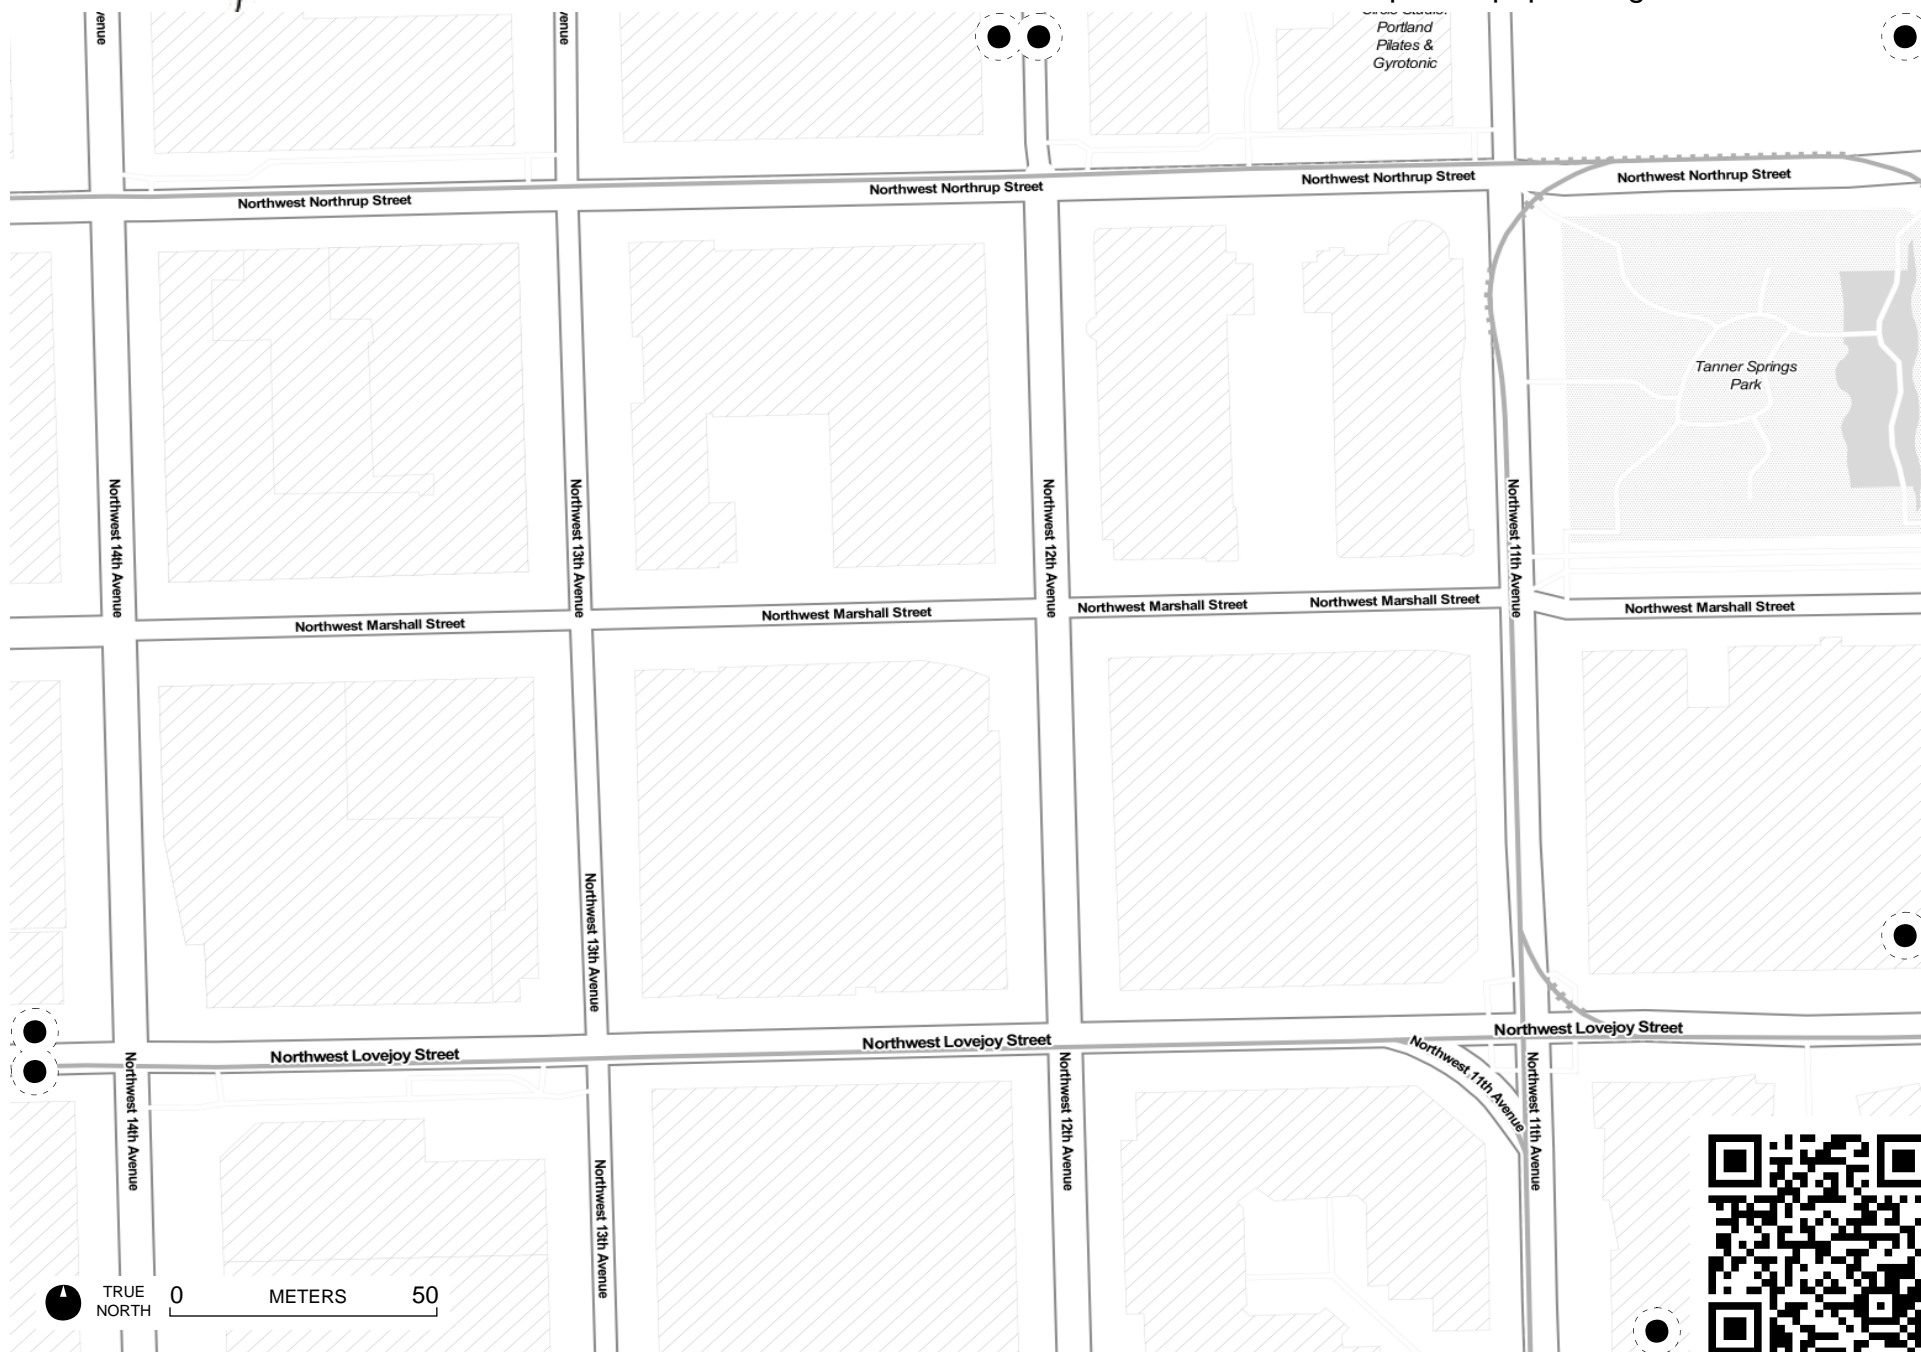 Portland
Pilates &
Gyrotonic
Northwest Northrup Street
Northwest Northrup Street
Northwest Northrup Street
Northwest Northrup Street
Tanner Springs
Park
Northwest 14th Avenue
Northwest 13th Avenue
Northwest 12th Avenue
Northwest 11th Avenue
Northwest Marshall Street
Northwest Marshall Street
Northwest Marshall Street
Northwest Marshall Street
Northwest Marshall Street
Northwest 13th Avenue
Northwest Lovejoy Street
Northwest Lovejoy Street
Northwest Lovejoy Street
Northwest 11th Avenue
Northwest 14th Avenue
Northwest 12th Avenue
Northwest 11th Avenue
Northwest 13th Avenue
TRUE
NORTH
0 METERS 50